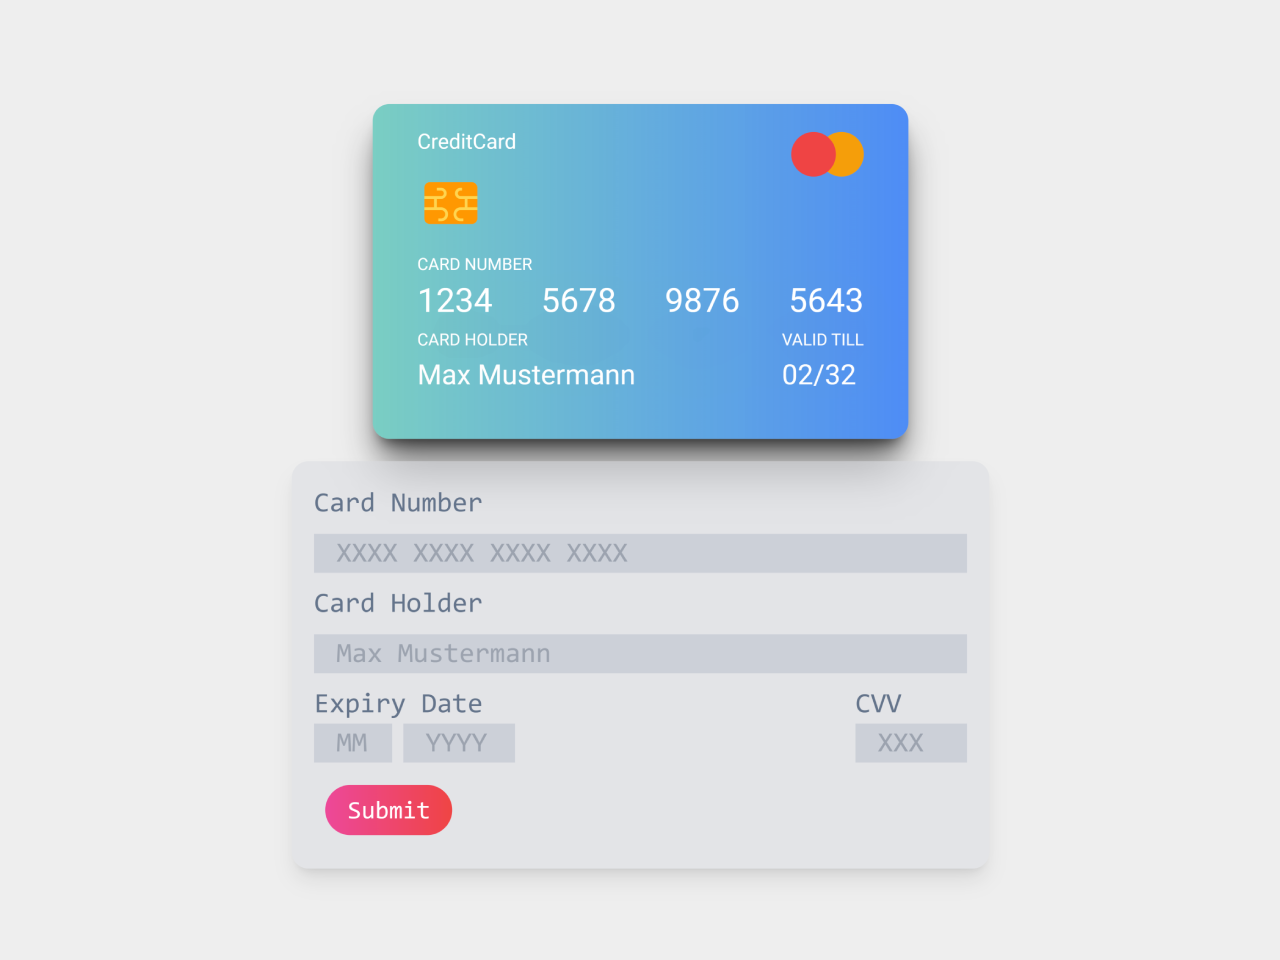 CreditCard
CARD NUMBER
1234 5678 9876 5643
CARD HOLDER VALID TILL
Max Mustermann 02/32
Card Number
XXXX XXXX XXXX XXXX
Card Holder
Max Mustermann
Expiry Date CVV
MM YYYY XXX
Submit